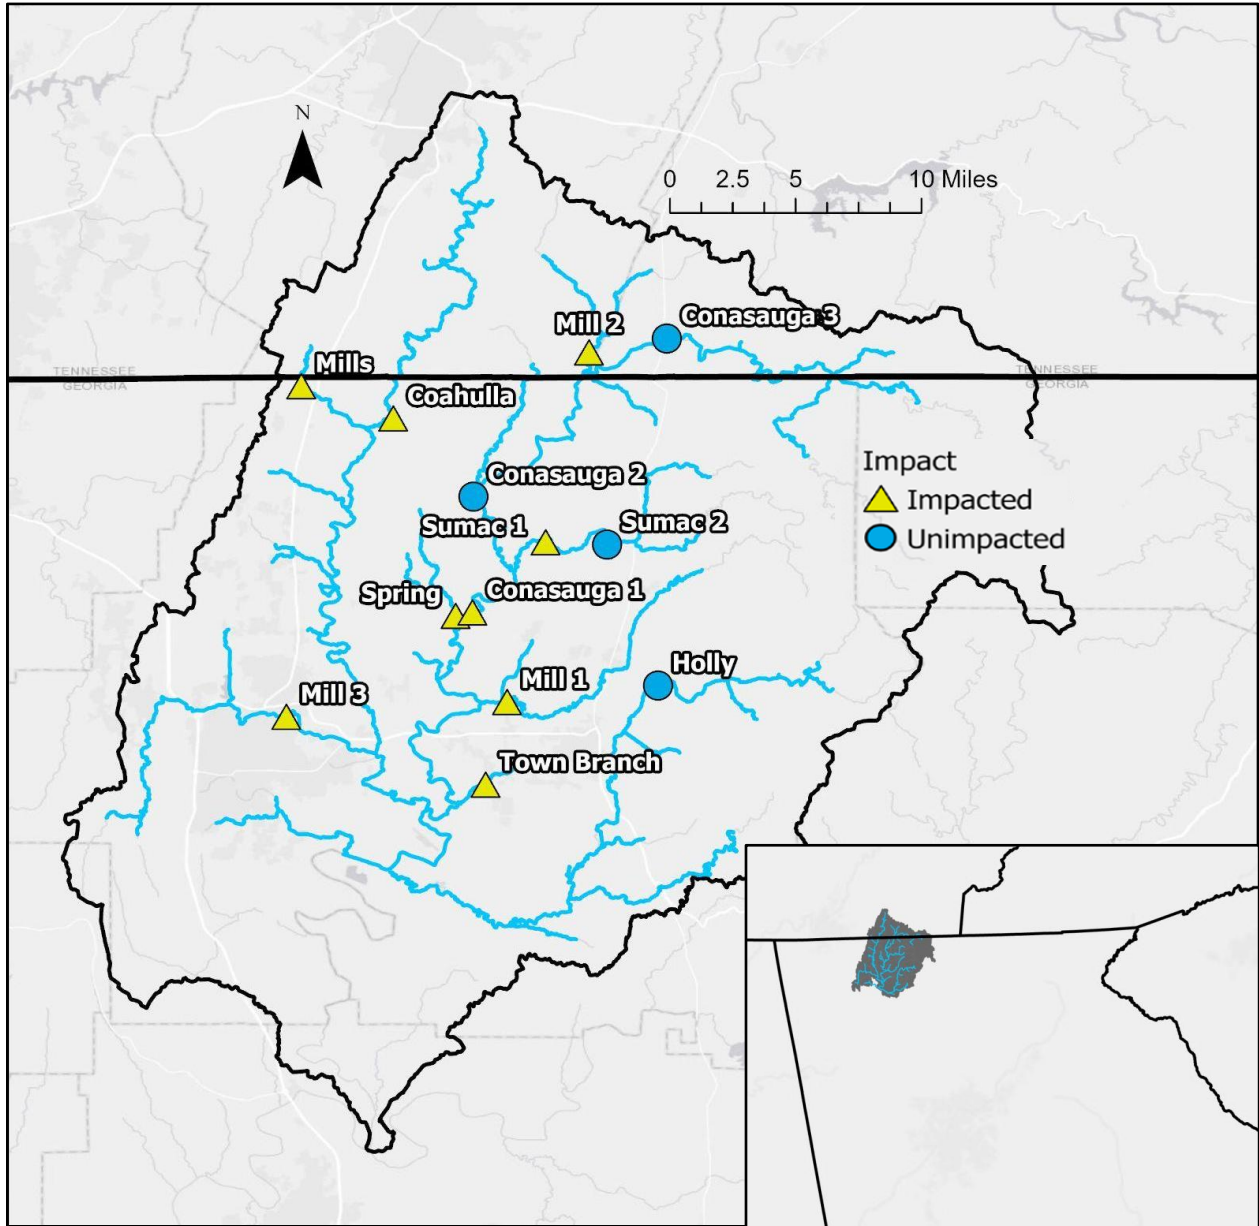 N
0 2.5 5 10 Miles
Mill 2
Conasauga 3
TENNESSEE
GEORGIA
Mills
TENNESSEE
GEORGIA
Coahulla
Impact
Impacted
Unimpacted
Conasauga 2
Sumac 1
Sumac 2
Spring
Conasauga 1
Holly
Mill 1
Mill 3
Town Branch